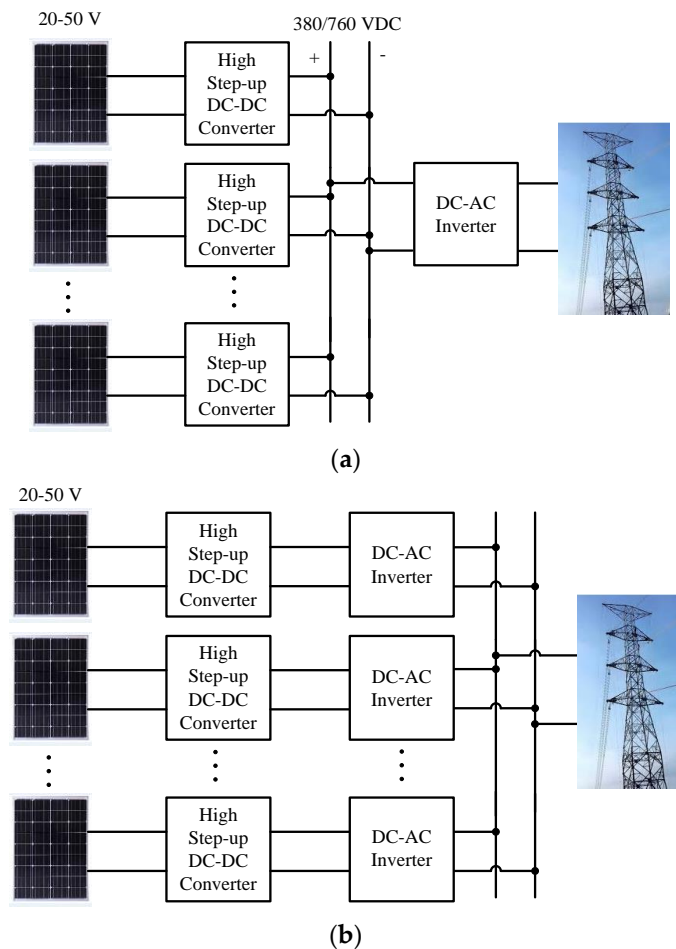 20-50 V
380/760 VDC
+
-
High
Step-up
DC-DC
Converter
High
Step-up
DC-DC
Converter
DC-AC
Inverter
High
Step-up
DC-DC
Converter
(a)
20-50 V
High
Step-up
DC-DC
Converter
DC-AC
Inverter
High
Step-up
DC-DC
Converter
DC-AC
Inverter
High
Step-up
DC-DC
Converter
DC-AC
Inverter
(b)